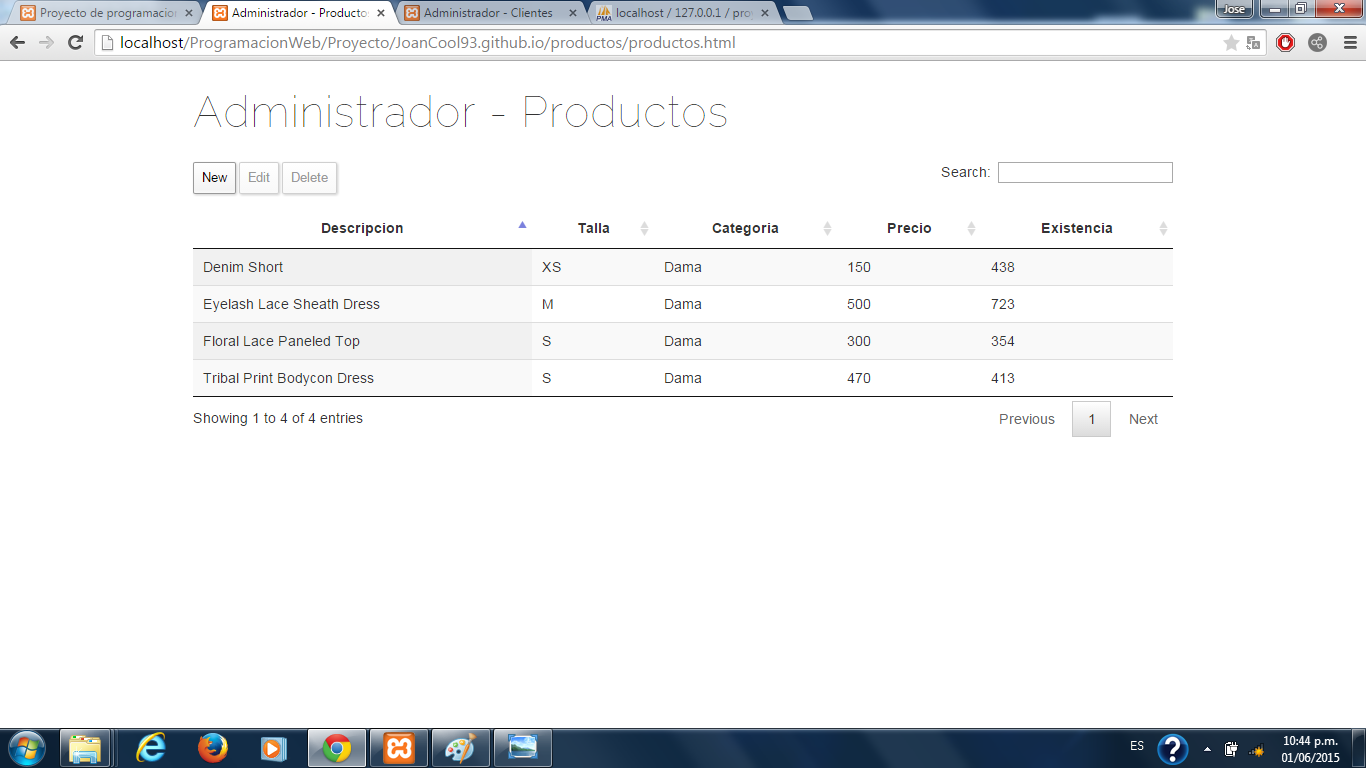 Proyecto de programacion
Administrador - Productos
Administrador - Clientes
localhost / 127.0.0.1 / pro
Jose
localhost/ProgramacionWeb/Proyecto/JoanCool93.github.io/productos/productos.html
Administrador - Productos
New Edit Delete
Search:
Descripcion Talla Categoria Precio Existencia
Denim Short XS Dama 150 438
Eyelash Lace Sheath Dress M Dama 500 723
Floral Lace Paneled Top S Dama 300 354
Tribal Print Bodycon Dress S Dama 470 413
Showing 1 to 4 of 4 entries
Previous 1 Next
ES
10:44 p.m.
01/06/2015